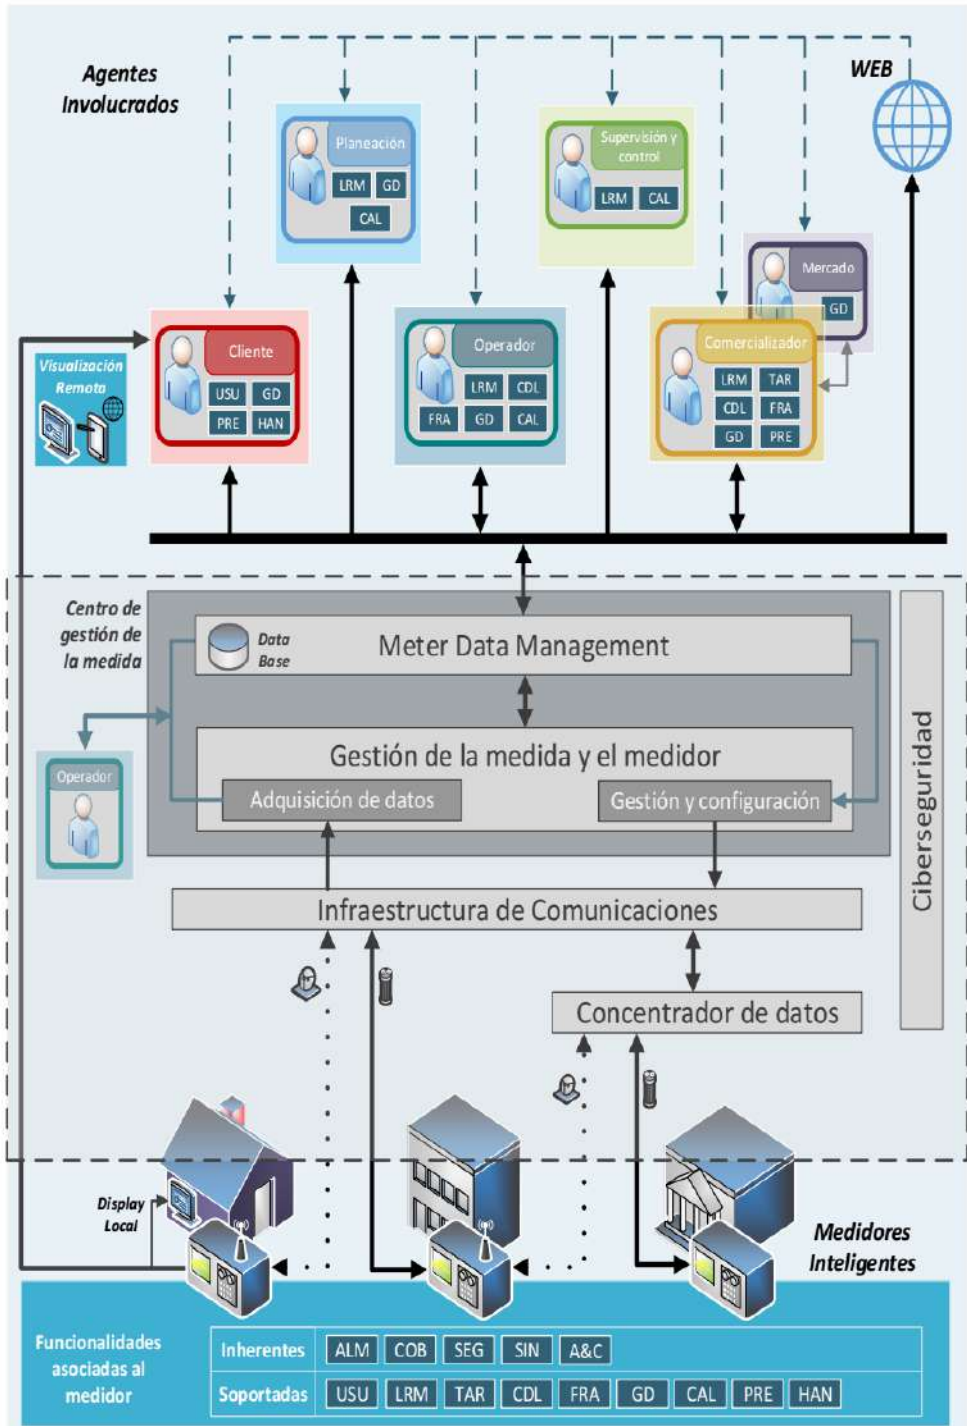 Agentes
Involucrados
WEB
Planeación
LRM GD
CAL
Supervisión y
control
LRM CAL
Mercado
GD
Visualización
Remota
Cliente
USU GD
PRE HAN
Operador
LRM CDL
FRA GD CAL
Comercializador
LRM TAR
CDL FRA
GD PRE
Centro de
gestión de
la medida
Data
Base
Meter Data Management
Operador
Gestión de la medida y el medidor
Adquisición de datos
Gestión y configuración
Ciberseguridad
Infraestructura de Comunicaciones
Concentrador de datos
Display
Local
Medidores
Inteligentes
Funcionalidades
asociadas al
medidor
Inherentes ALM COB SEG SIN A&C
Soportadas USU LRM TAR CDL FRA GD CAL PRE HAN